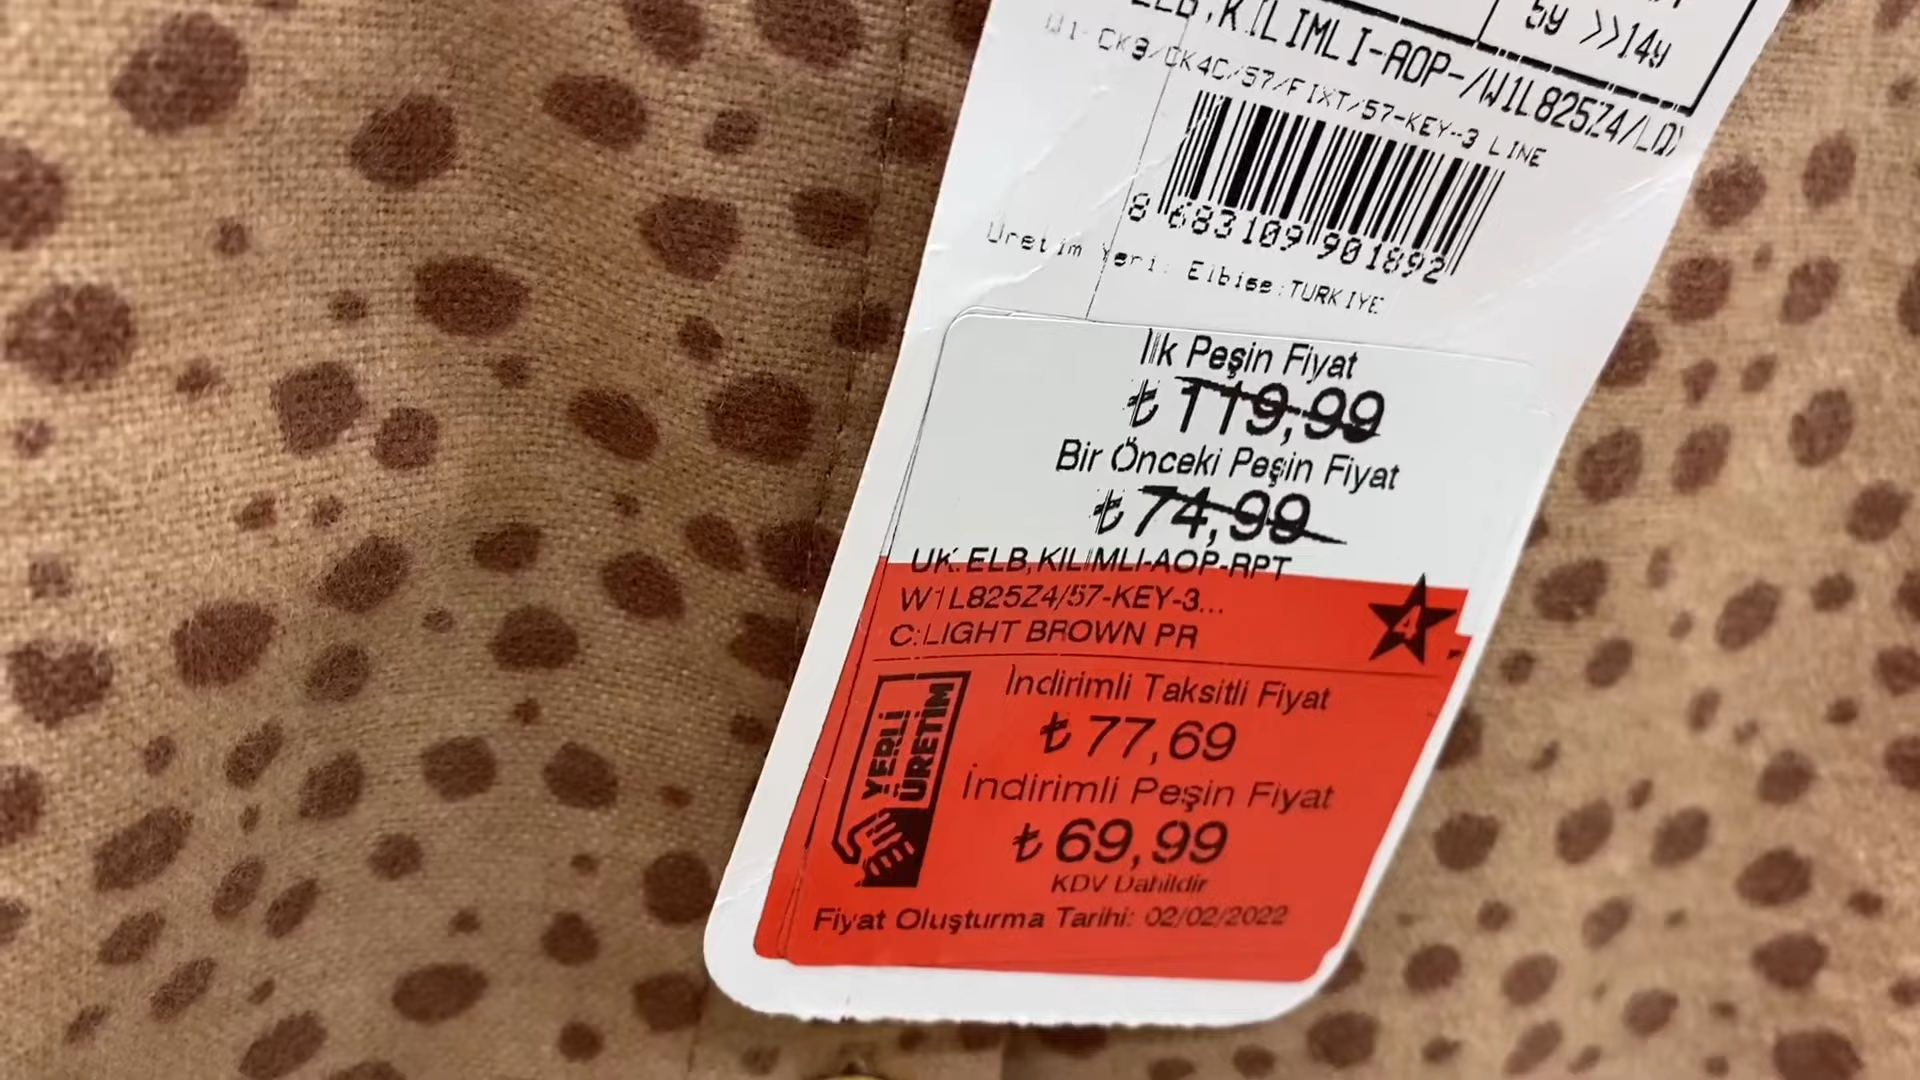 5y >>14y
ELB,KILIMLI-AOP-/W1L825Z4/LQ
W1-CK9/CK4C/57/FIXT/57-KEY-3 LINE
8 683109 901892
Üretim Yeri: Elbise:TURKIYE
İlk Peşin Fiyat
₺ 119,99
Bir Önceki Peşin Fiyat
₺ 74,99
UK. ELB,KILIMLI-AOP-RPT
W1L825Z4/57-KEY-3...
C:LIGHT BROWN PR
4
YERLİ
ÜRETİM
İndirimli Taksitli Fiyat
₺ 77,69
İndirimli Peşin Fiyat
₺ 69,99
KDV Dahildir
Fiyat Oluşturma Tarihi: 02/02/2022